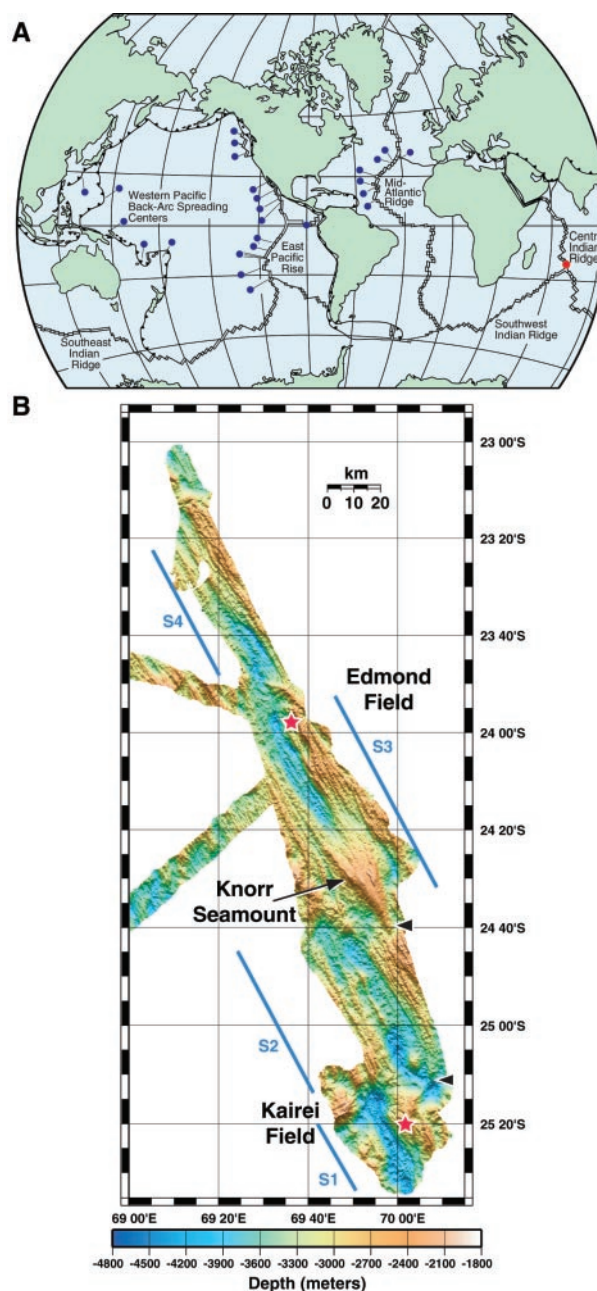 A
Western Pacific
Back-Arc Spreading
Centers
Mid-
Atlantic
Ridge
East
Pacific
Rise
Central
Indian
Ridge
Southeast
Indian
Ridge
Southwest
Indian Ridge
B
km
0 10 20
23 00'S
23 20'S
S4
23 40'S
Edmond
Field
S3
24 00'S
24 20'S
Knorr
Seamount
24 40'S
S2
25 00'S
Kairei
Field
25 20'S
S1
69 00'E 69 20'E 69 40'E 70 00'E
-4800 -4500 -4200 -3900 -3600 -3300 -3000 -2700 -2400 -2100 -1800
Depth (meters)